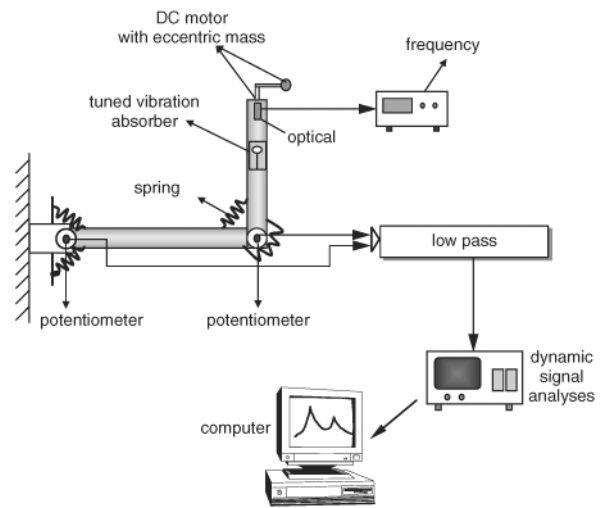 DC motor
with eccentric mass
frequency
tuned vibration
absorber
optical
spring
low pass
potentiometer
potentiometer
dynamic
signal
analyses
computer